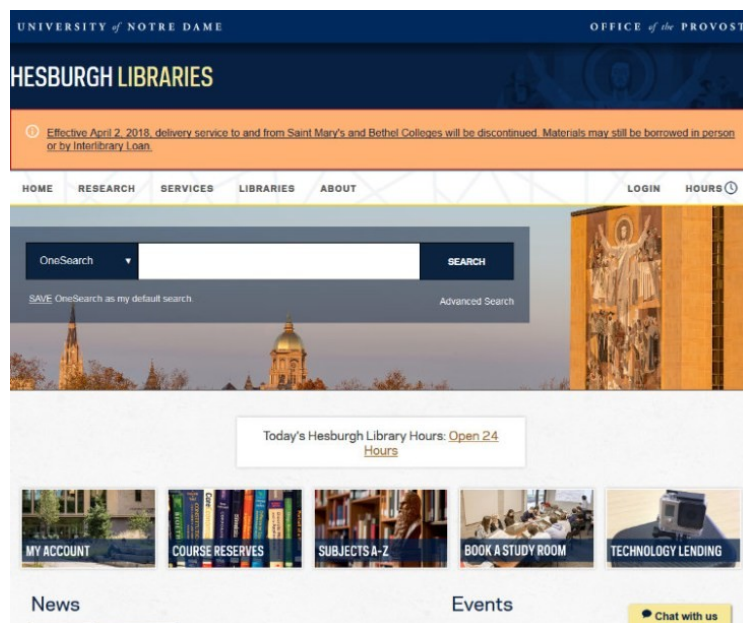 UNIVERSITY of NOTRE DAME
OFFICE of the PROVOST
HESBURGH LIBRARIES
Effective April 2, 2018, delivery service to and from Saint Mary's and Bethel Colleges will be discontinued. Materials may still be borrowed in person
or by Interlibrary Loan.
HOME RESEARCH SERVICES LIBRARIES ABOUT LOGIN HOURS
OneSearch SEARCH
SAVE OneSearch as my default search. Advanced Search
Today's Hesburgh Library Hours: Open 24
Hours
MY ACCOUNT COURSE RESERVES SUBJECTS A-Z BOOK A STUDY ROOM TECHNOLOGY LENDING
News Events
Chat with us